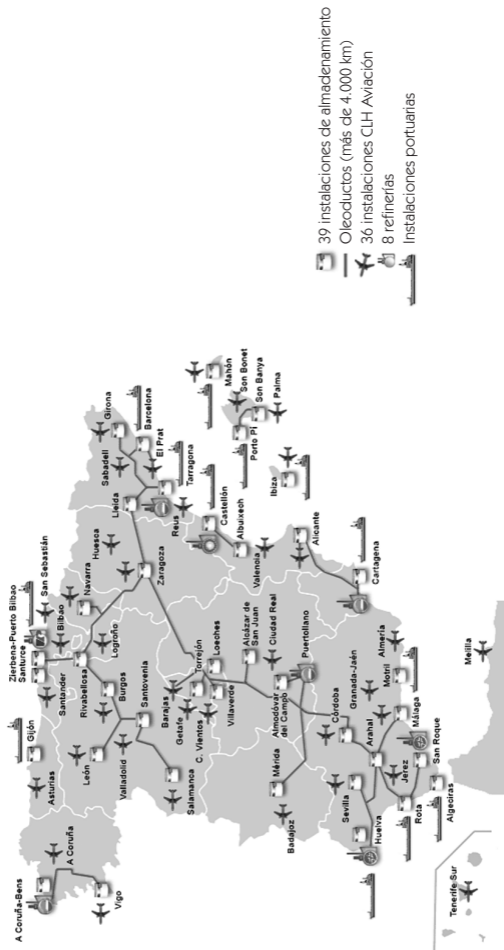 A Coruña-Bens
A Coruña
Vigo
Asturias
Gijón
Santander
Zierbena-Puerto Bilbao
Santurce
Bilbao
San Sebastián
Rivabellosa
Navarra
Logroño
Huesca
León
Burgos
Valladolid
Santovenia
Salamanca
Zaragoza
Lleida
Sabadell
Girona
Barcelona
El Prat
Tarragona
Reus
Barajas
Getafe
C. Vientos
Torrejón
Villaverde
Loeches
Alcázar de
San Juan
Ciudad Real
Puertollano
Almodóvar
del Campo
Mérida
Badajoz
Castellón
Albuixech
Valencia
Alicante
Cartagena
Mahón
Son Bonet
Son Banya
Palma
Porto Pi
Ibiza
Córdoba
Granada-Jaén
Arahal
Almería
Motril
Málaga
Sevilla
Huelva
Jerez
Rota
San Roque
Algeciras
Melilla
Tenerife Sur
39 instalaciones de almadenamiento
Oleoductos (más de 4.000 km)
36 instalaciones CLH Aviación
8 refinerías
Instalaciones portuarias